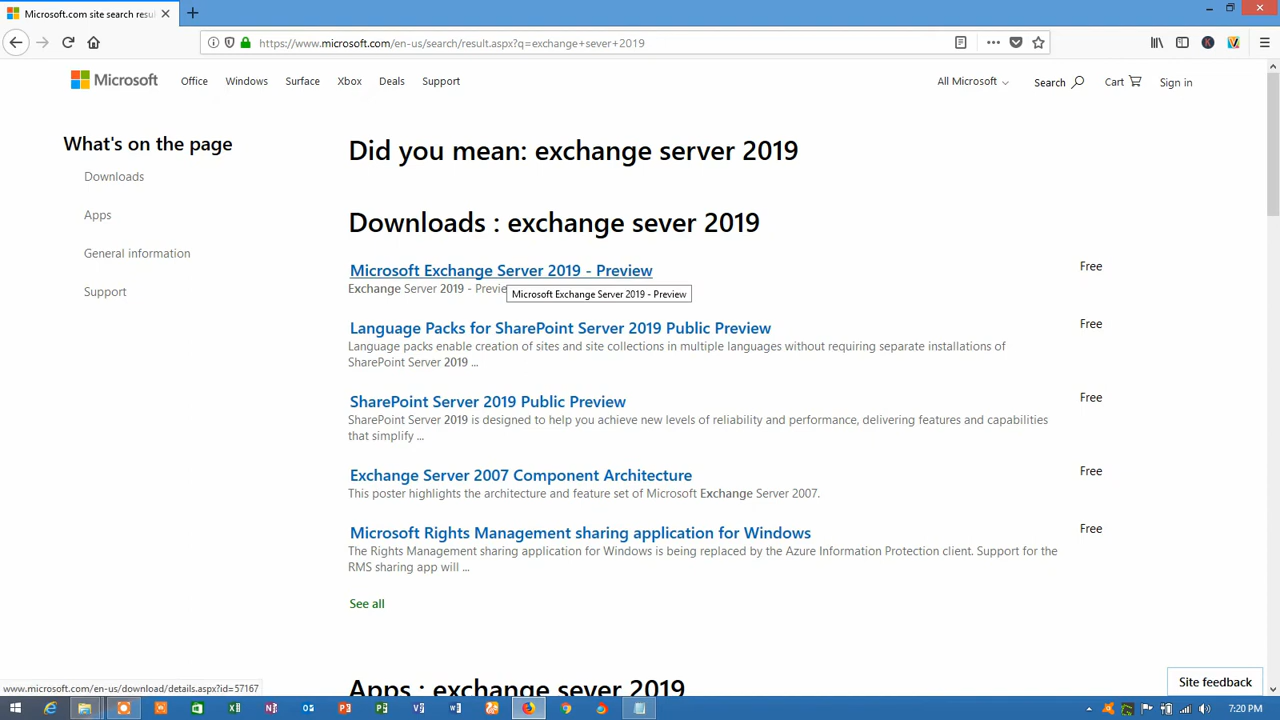 Microsoft.com site search resu
https://www.microsoft.com/en-us/search/result.aspx?q=exchange+sever+2019
Microsoft
Office
Windows
Surface
Xbox
Deals
Support
All Microsoft
Search
Cart
Sign in
What's on the page
Downloads
Apps
General information
Support
Did you mean: exchange server 2019
Downloads : exchange sever 2019
Microsoft Exchange Server 2019 - Preview
Free
Exchange Server 2019 - Previe
Microsoft Exchange Server 2019 - Preview
Language Packs for SharePoint Server 2019 Public Preview
Free
Language packs enable creation of sites and site collections in multiple languages without requiring separate installations of
SharePoint Server 2019 ...
SharePoint Server 2019 Public Preview
Free
SharePoint Server 2019 is designed to help you achieve new levels of reliability and performance, delivering features and capabilities
that simplify ...
Exchange Server 2007 Component Architecture
Free
This poster highlights the architecture and feature set of Microsoft Exchange Server 2007.
Microsoft Rights Management sharing application for Windows
Free
The Rights Management sharing application for Windows is being replaced by the Azure Information Protection client. Support for the
RMS sharing app will ...
See all
Apps : exchange sever 2019
Site feedback
www.microsoft.com/en-us/download/details.aspx?id=57167
7:20 PM